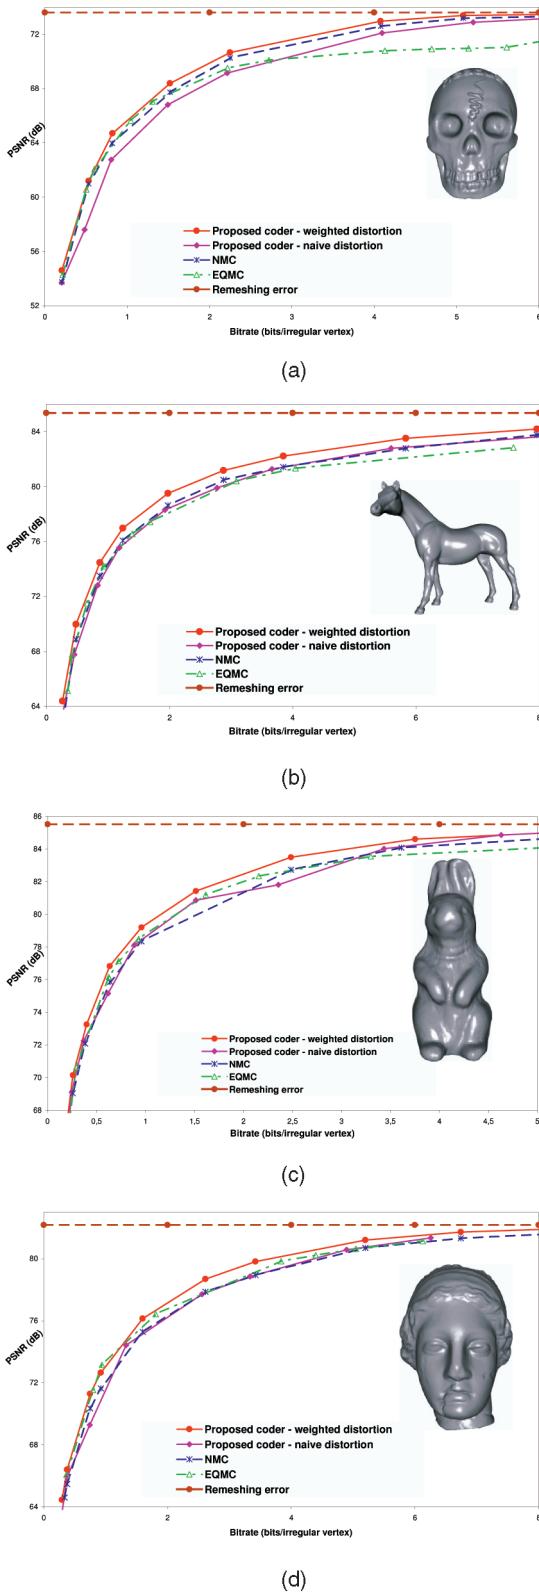 72
68
64
60
56
52
PSNR (dB)
Proposed coder - weighted distortion
Proposed coder - naive distortion
NMC
EQMC
Remeshing error
0 1 2 3 4 5 6
Bitrate (bits/irregular vertex)
(a)
84
80
76
72
68
64
PSNR (dB)
Proposed coder - weighted distortion
Proposed coder - naive distortion
NMC
EQMC
Remeshing error
0 2 4 6 8
Bitrate (bits/irregular vertex)
(b)
86
84
82
80
78
76
74
72
70
68
PSNR (dB)
Proposed coder - weighted distortion
Proposed coder - naive distortion
NMC
EQMC
Remeshing error
0 0,5 1 1,5 2 2,5 3 3,5 4 4,5 5
Bitrate (bits/irregular vertex)
(c)
80
76
72
68
64
PSNR (dB)
Proposed coder - weighted distortion
Proposed coder - naive distortion
NMC
EQMC
Remeshing error
0 2 4 6 8
Bitrate (bits/irregular vertex)
(d)